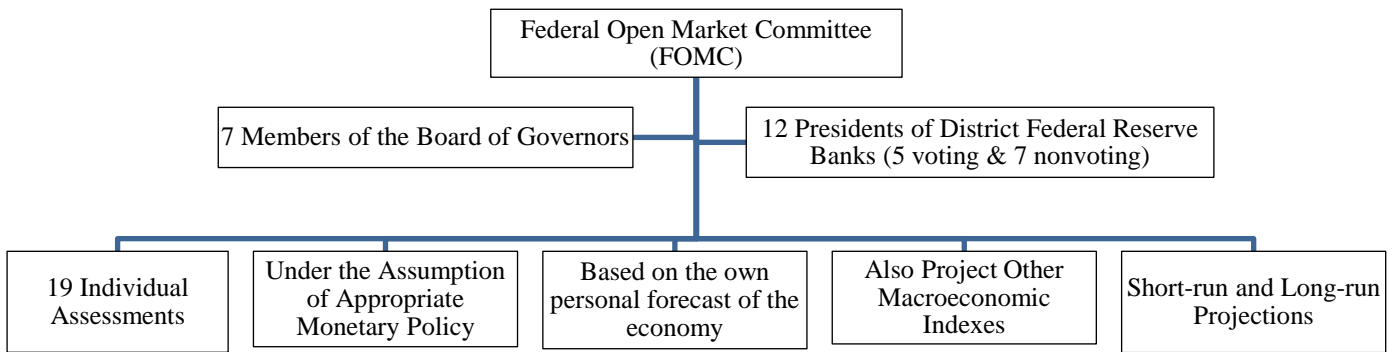 Federal Open Market Committee
(FOMC)
7 Members of the Board of Governors
12 Presidents of District Federal Reserve
Banks (5 voting & 7 nonvoting)
19 Individual
Assessments
Under the Assumption
of Appropriate
Monetary Policy
Based on the own
personal forecast of the
economy
Also Project Other
Macroeconomic
Indexes
Short-run and Long-run
Projections